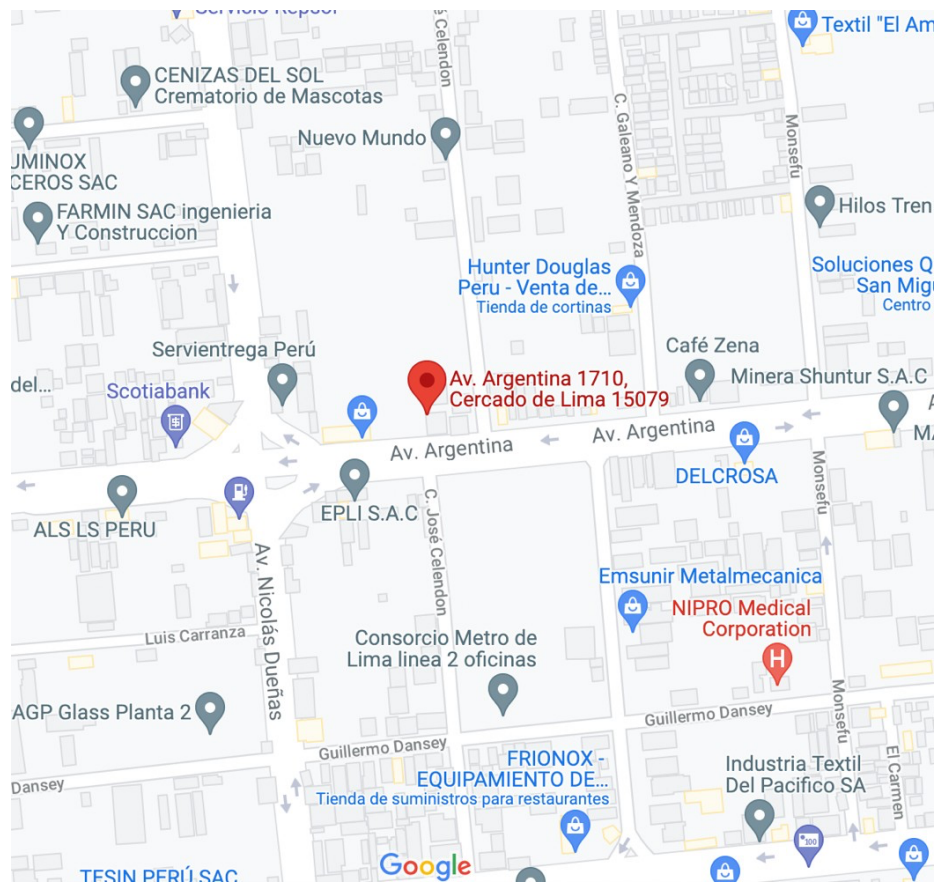 Servicio Repsol
Celendon
Textil "El Am
CENIZAS DEL SOL
Crematorio de Mascotas
C. Galeano Y Mendoza
Monsefu
Nuevo Mundo
UMINOX
CEROS SAC
FARMIN SAC ingenieria
Y Construccion
Hilos Tren
Hunter Douglas
Peru - Venta de...
Tienda de cortinas
Soluciones Q
San Migu
Centro
Servientrega Perú
Café Zena
del...
Scotiabank
Av. Argentina 1710,
Cercado de Lima 15079
Minera Shuntur S.A.C
A
MA
Av. Argentina
Av. Argentina
DELCROSA
Monsefu
ALS LS PERU
EPLI S.A.C
C. José Celendon
Av. Nicolás Dueñas
Emsunir Metalmecanica
NIPRO Medical
Corporation
H
Luis Carranza
Consorcio Metro de
Lima linea 2 oficinas
AGP Glass Planta 2
Monsefu
Guillermo Dansey
Guillermo Dansey
El Carmen
Dansey
FRIONOX -
EQUIPAMIENTO DE...
Tienda de suministros para restaurantes
Industria Textil
Del Pacifico SA
100
Google
TESIN PERÚ SAC